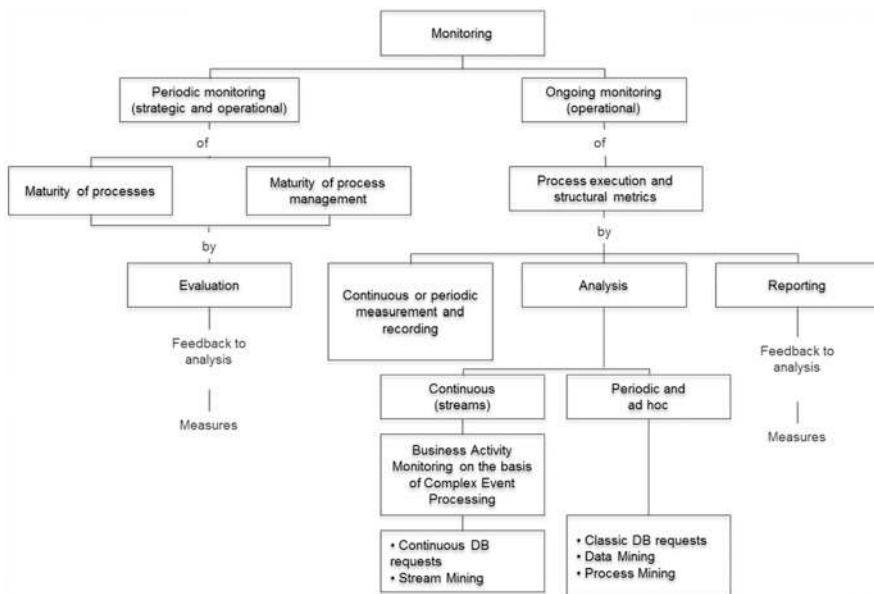 Monitoring
Periodic monitoring
(strategic and operational)
Ongoing monitoring
(operational)
of
of
Maturity of processes
Maturity of process
management
Process execution and
structural metrics
by
by
Evaluation
Continuous or periodic
measurement and
recording
Analysis
Reporting
Feedback to
analysis
Feedback to
analysis
Continuous
(streams)
Periodic and
ad hoc
Measures
Measures
Business Activity
Monitoring on the basis
of Complex Event
Processing
• Continuous DB
requests
• Stream Mining
• Classic DB requests
• Data Mining
• Process Mining